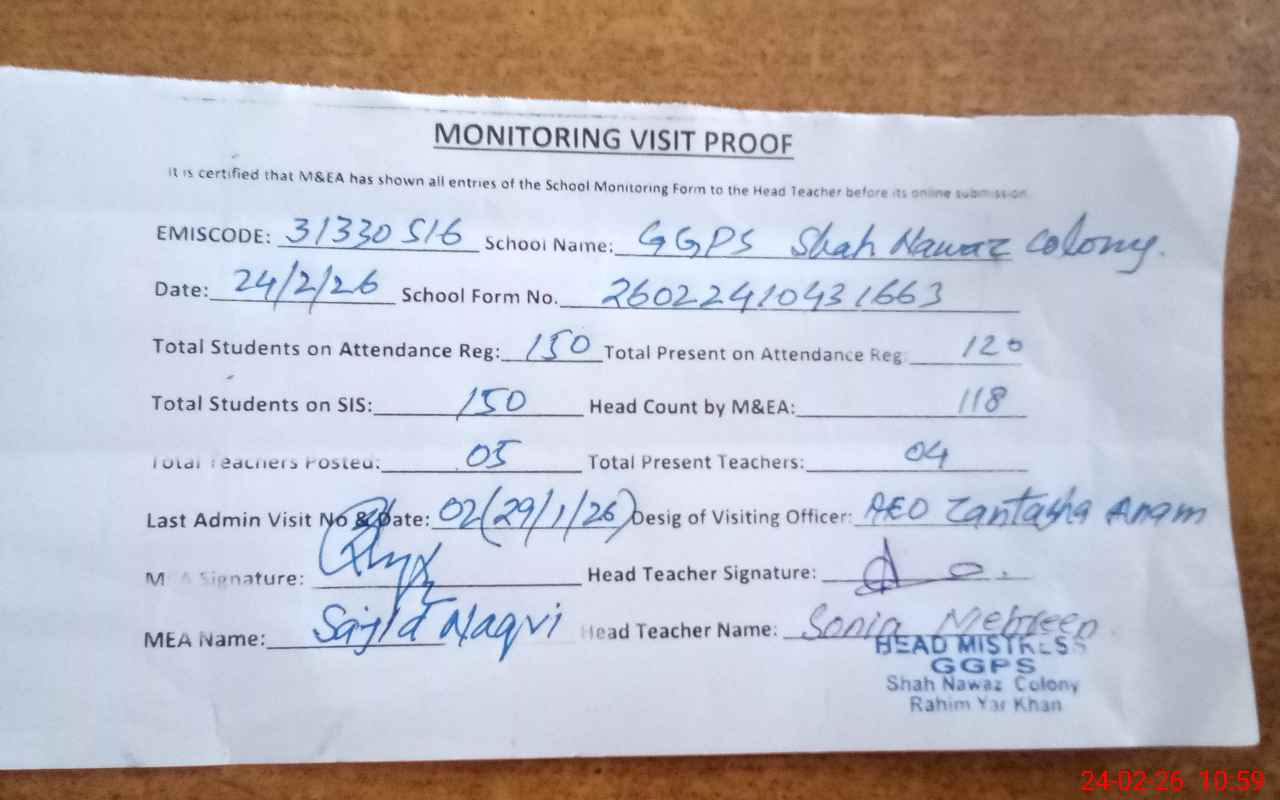 MONITORING VISIT PROOF
It is certified that M&EA has shown all entries of the School Monitoring Form to the Head Teacher before its online submission.
EMISCODE: 31330516 School Name: GGPS Shah Nawaz Colony.
Date: 24/2/26 School Form No. 26022410431663
Total Students on Attendance Reg: 150 Total Present on Attendance Reg: 120
Total Students on SIS: 150 Head Count by M&EA: 118
Total Teachers Posted: 05 Total Present Teachers: 04
Last Admin Visit No & Date: 02(29/1/26) Desig of Visiting Officer: AEO Zantasha Anam
MEA Signature: Head Teacher Signature:
MEA Name: Sajid Naqvi Head Teacher Name: Sonia Mehreen
HEAD MISTRESS
GGPS
Shah Nawaz Colony
Rahim Yar Khan
24-02-26 10:59